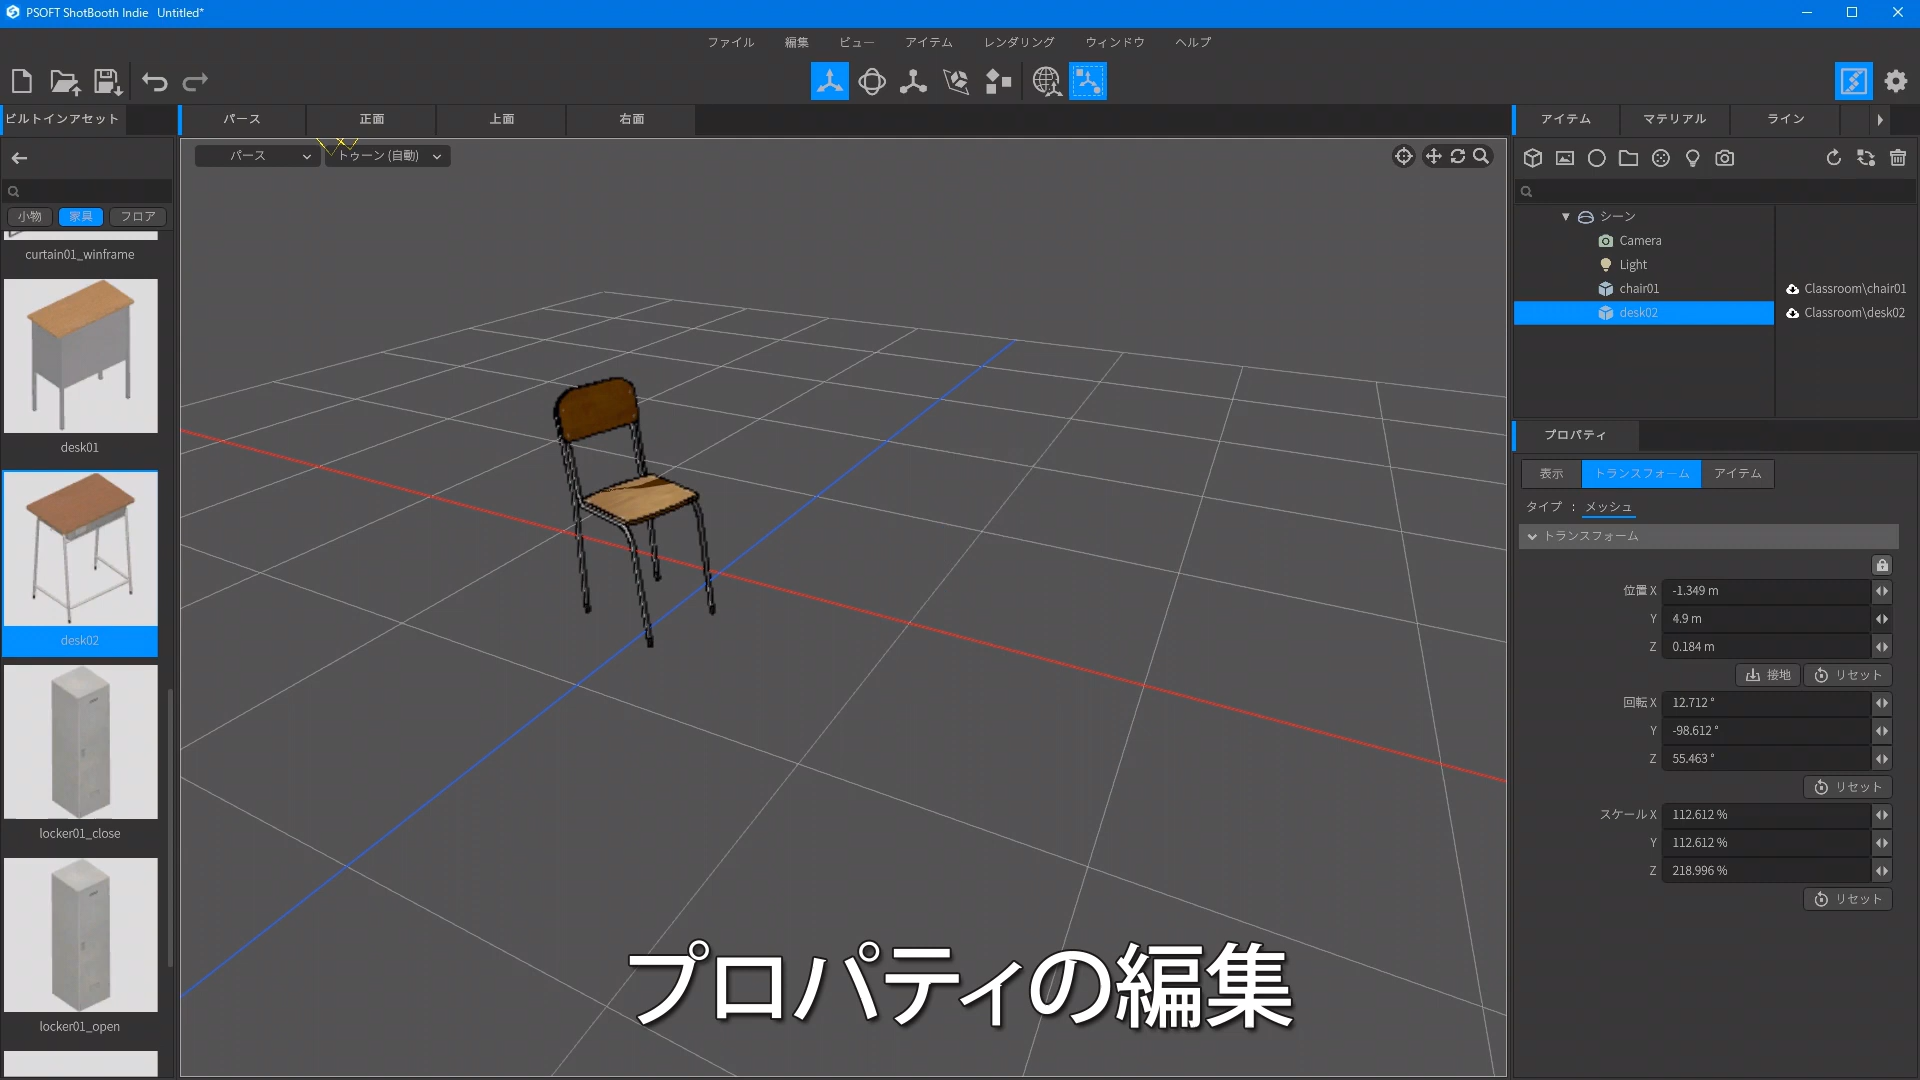 PSOFT ShotBooth Indie Untitled*
ファイル 編集 ビュー アイテム レンダリング ウィンドウ ヘルプ
ビルトインアセット
パース 正面 上面 右面
アイテム マテリアル ライン
パース トゥーン (自動)
小物 家具 フロア
curtain01_winframe
desk01
desk02
locker01_close
locker01_open
シーン
Camera
Light
chair01 Classroom\chair01
desk02 Classroom\desk02
プロパティ
表示 トランスフォーム アイテム
タイプ : メッシュ
トランスフォーム
位置 X -1.349 m
Y 4.9 m
Z 0.184 m
接地 リセット
回転 X 12.712 °
Y -98.612 °
Z 55.463 °
リセット
スケール X 112.612 %
Y 112.612 %
Z 218.996 %
リセット
プロパティの編集